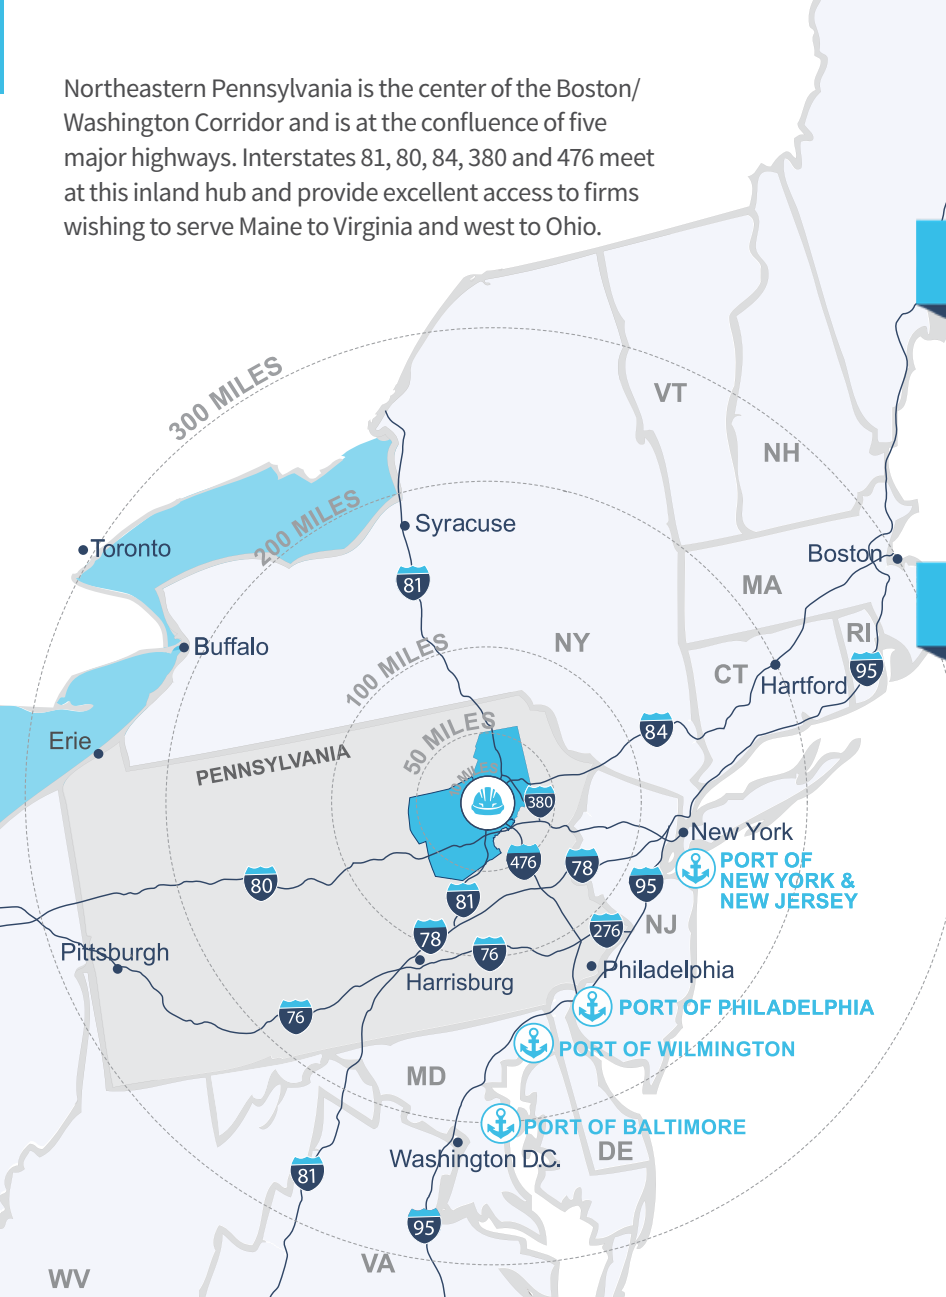 Northeastern Pennsylvania is the center of the Boston/
Washington Corridor and is at the confluence of five
major highways. Interstates 81, 80, 84, 380 and 476 meet
at this inland hub and provide excellent access to firms
wishing to serve Maine to Virginia and west to Ohio.
300 MILES
VT
NH
200 MILES
Syracuse
Toronto
Boston
81
MA
NY
RI
Buffalo
100 MILES
CT
95
Hartford
50 MILES
84
Erie
PENNSYLVANIA
MILES
380
New York
PORT OF
NEW YORK &
NEW JERSEY
476
78
80
95
81
NJ
78
276
76
Pittsburgh
Harrisburg
Philadelphia
PORT OF PHILADELPHIA
76
PORT OF WILMINGTON
MD
PORT OF BALTIMORE
Washington D.C.
DE
81
95
VA
WV